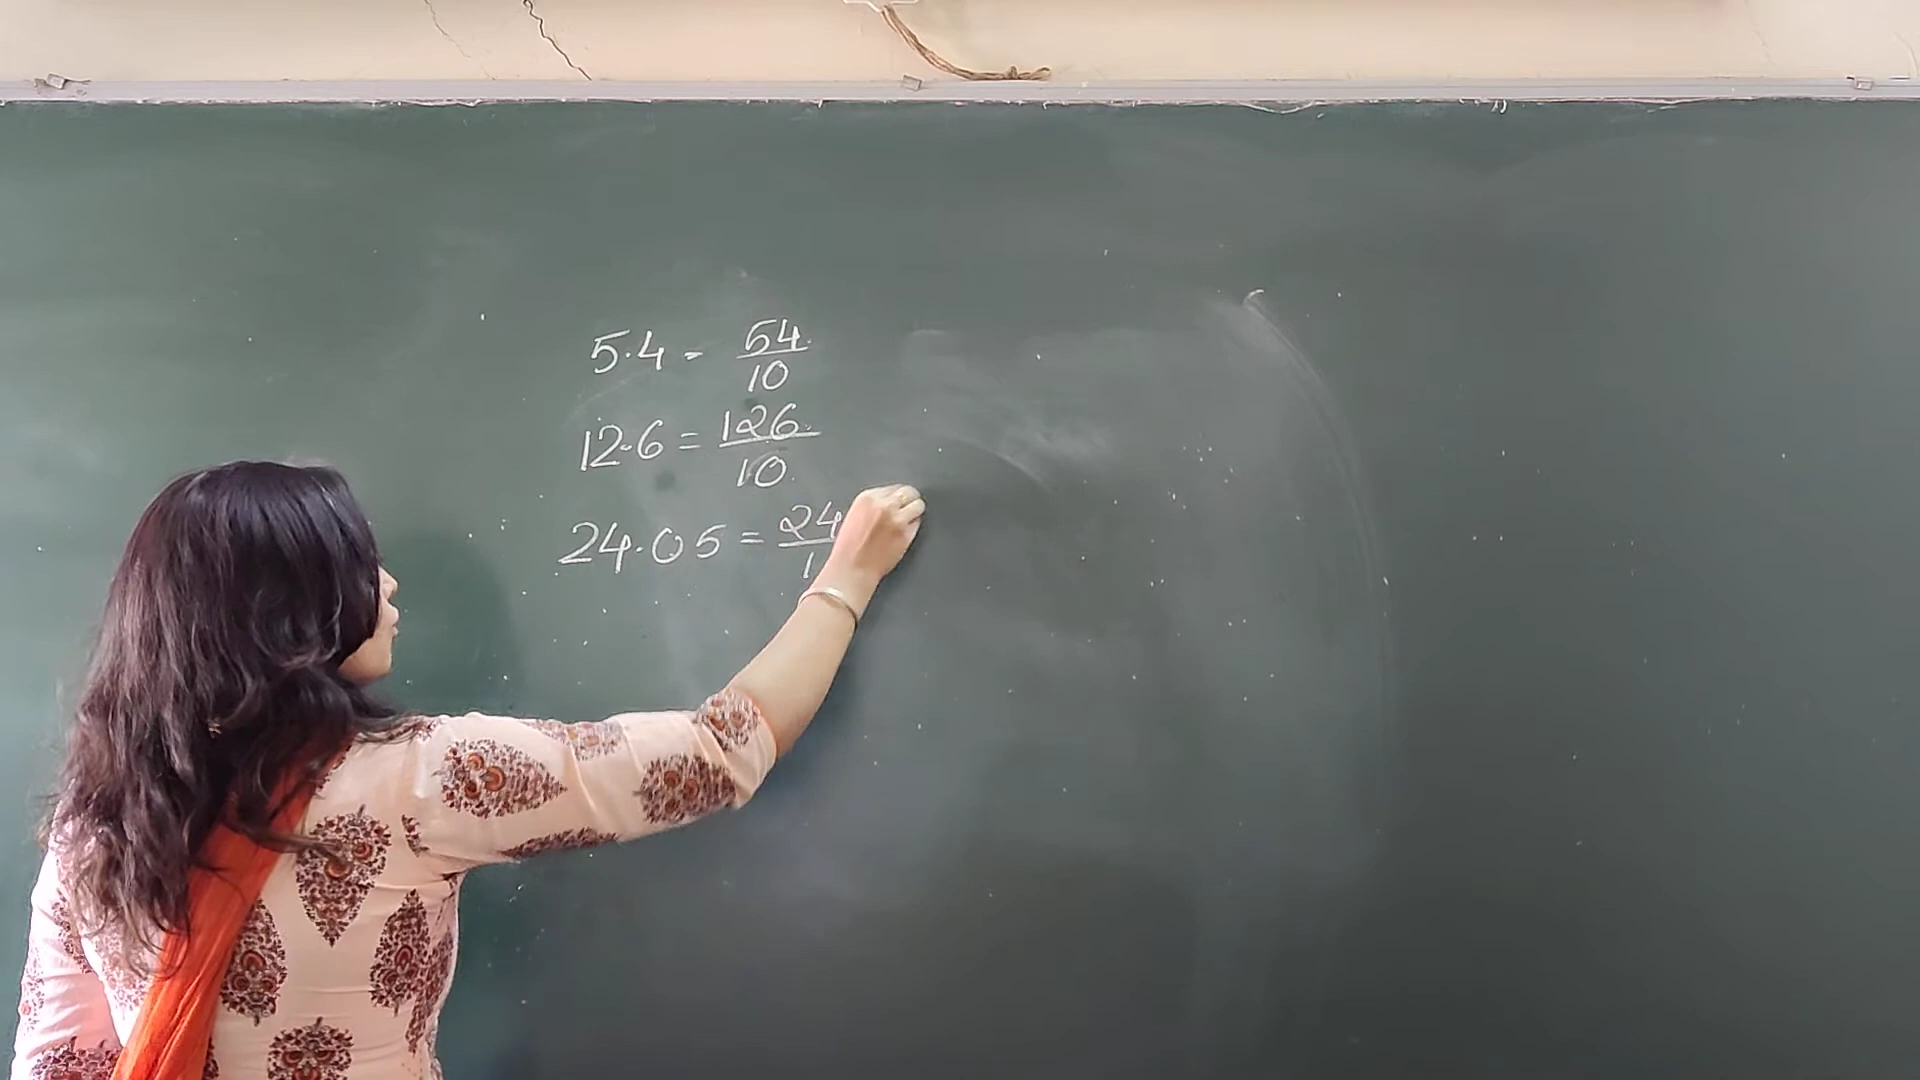 5.4 = 54/10
12.6 = 126/10
24.05 = 24/1